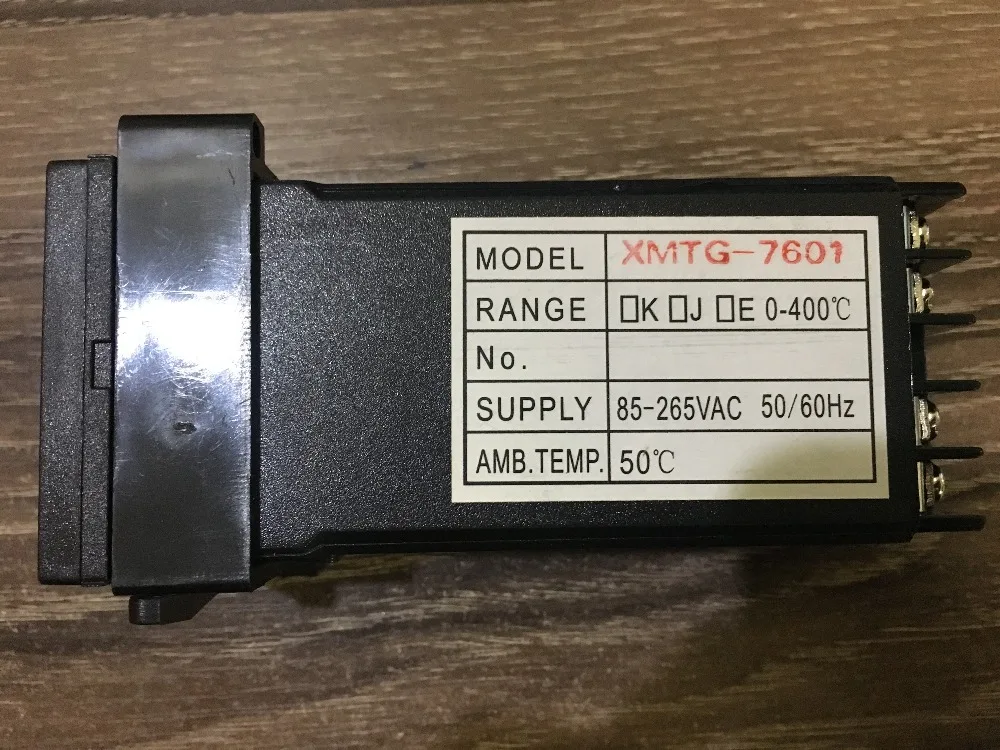 MODEL XMTG-7601
RANGE □K □J □E 0-400℃
No.
SUPPLY 85-265VAC 50/60Hz
AMB.TEMP. 50℃